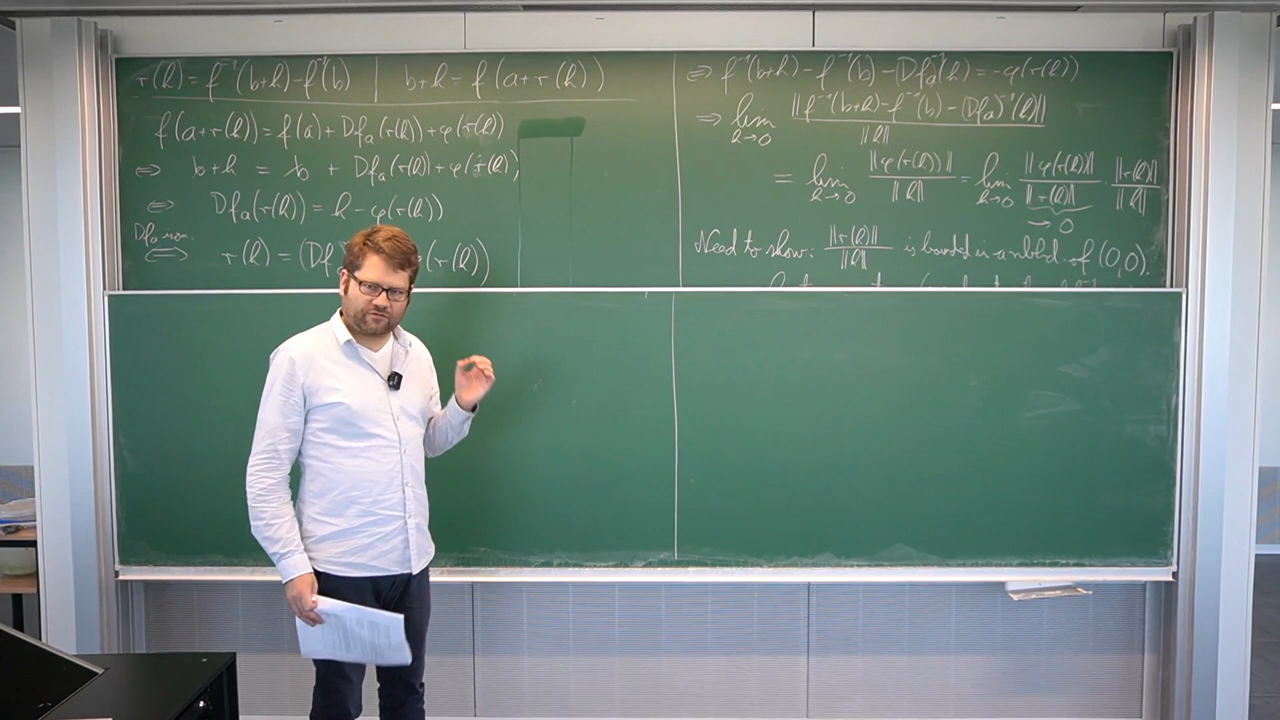 r(k) = f⁻¹(b+k) - f⁻¹(b) | b+k = f(a+r(k))
f(a+r(k)) = f(a) + Dfₐ(r(k)) + φ(r(k))
⇔ b+k = b + Dfₐ(r(k)) + φ(r(k))
⇔ Dfₐ(r(k)) = k - φ(r(k))
Dfₐ
⇔ r(k) = (Df (r(k))
⇒ f⁻¹(b+k) - f⁻¹(b) - Dfₐ⁻¹(k) = -φ(r(k))
⇒ lim k→0 ‖f⁻¹(b+k) - f⁻¹(b) - (Dfₐ)⁻¹(k)‖ / ‖k‖
= lim k→0 ‖φ(r(k))‖ / ‖k‖ = lim k→0 ‖φ(r(k))‖ / ‖r(k)‖ · ‖r(k)‖ / ‖k‖
→ 0
Need to show: ‖r(k)‖ / ‖k‖ is bounded in a nbhd. of (0,0).